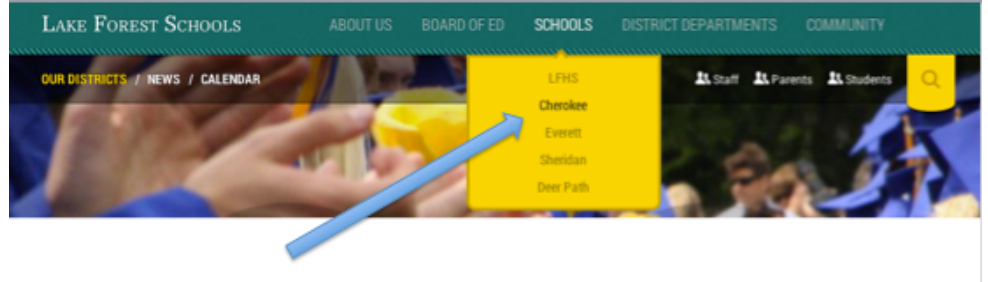 LAKE FOREST SCHOOLS ABOUT US BOARD OF ED SCHOOLS DISTRICT DEPARTMENTS COMMUNITY
OUR DISTRICTS / NEWS / CALENDAR Staff Parents Students
LFHS
Cherokee
Everett
Sheridan
Deer Path